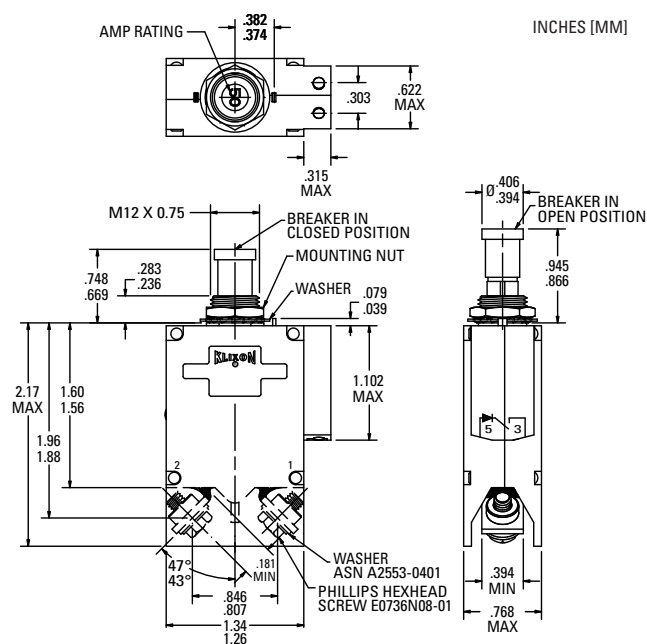 INCHES [MM]
AMP RATING
.382
.374
50
.303
.622
MAX
.315
MAX
M12 X 0.75
BREAKER IN
CLOSED POSITION
MOUNTING NUT
WASHER
.748
.669
.283
.236
.079
.039
Ø.406
.394
BREAKER IN
OPEN POSITION
.945
.866
KLIXON
2.17
MAX
1.60
1.56
1.96
1.88
1.102
MAX
5 3
2
1
47°
43°
.181
MIN
.846
.807
1.34
1.26
WASHER
ASN A2553-0401
PHILLIPS HEXHEAD
SCREW E0736N08-01
.394
MIN
.768
MAX